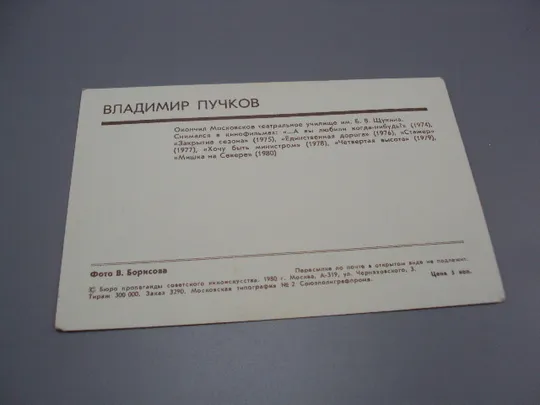 ВЛАДИМИР ПУЧКОВ
Окончил Московское театральное училище им. Б. В. Щукина.
Снимался в кинофильмах: «...А вы любили когда-нибудь?» (1974),
«Закрытие сезона» (1975), «Единственная дорога» (1976), «Стажер»
(1977), «Хочу быть министром» (1978), «Четвертая высота» (1979),
«Мишка на Севере» (1980)
Фото В. Борисова
Пересылке по почте в открытом виде не подлежит.
© Бюро пропаганды советского киноискусства. 1980 г. Москва, А-319, ул. Черняховского, 3.
Тираж 300 000. Заказ 3290. Московская типография № 2 Союзполиграфпрома.
Цена 5 коп.